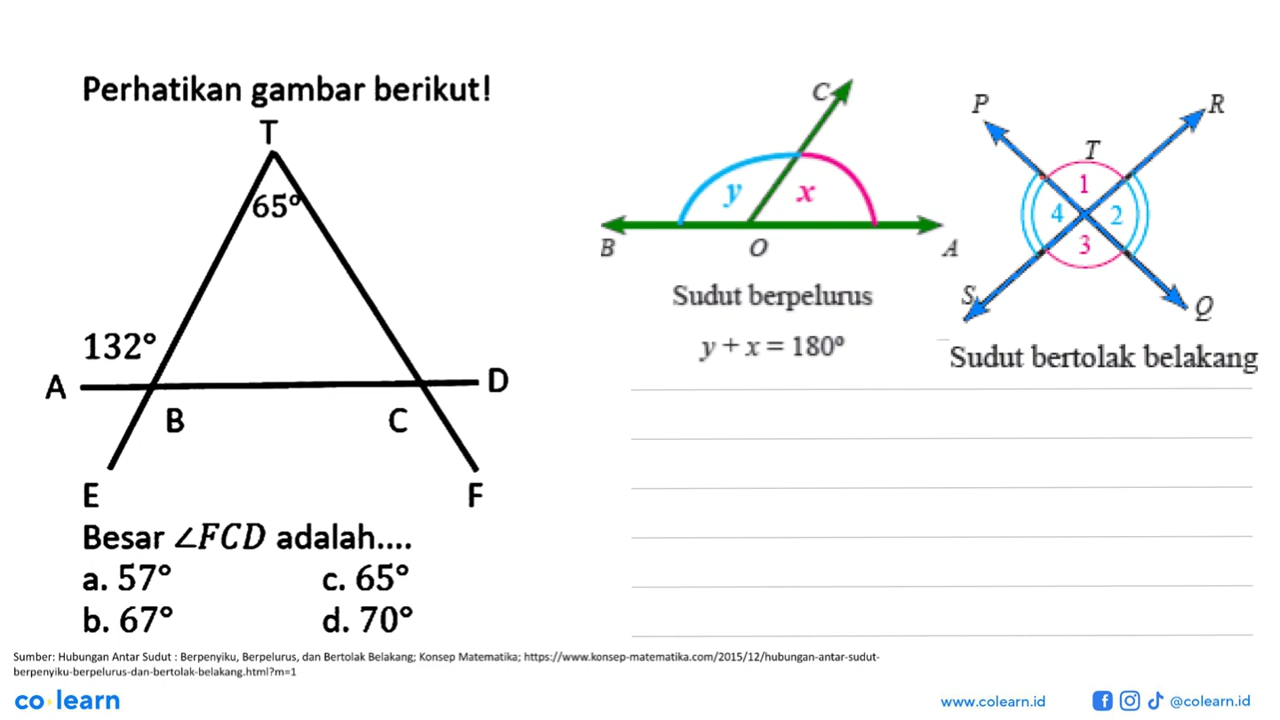 Perhatikan gambar berikut!
T
65°
132°
A
D
B
C
E
F
Besar ∠FCD adalah....
a. 57°
c. 65°
b. 67°
d. 70°
C
y
x
B
O
A
Sudut berpelurus
y + x = 180°
P
R
T
1
4
2
3
S
Q
Sudut bertolak belakang
Sumber: Hubungan Antar Sudut : Berpenyiku, Berpelurus, dan Bertolak Belakang; Konsep Matematika; https://www.konsep-matematika.com/2015/12/hubungan-antar-sudut-
berpenyiku-berpelurus-dan-bertolak-belakang.html?m=1
co learn
www.colearn.id
@colearn.id